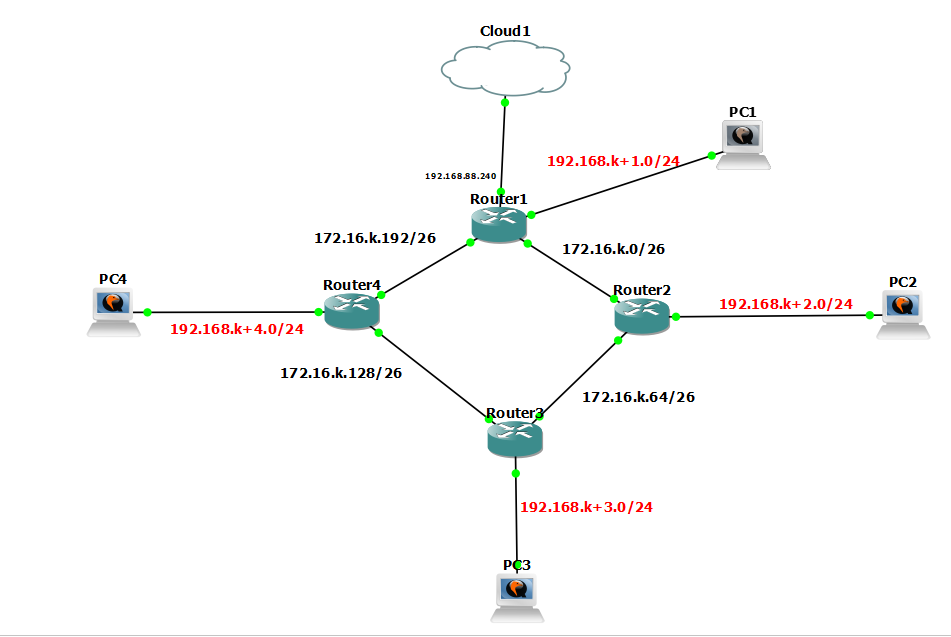 Cloud1
PC1
192.168.k+1.0/24
192.168.88.240
Router1
172.16.k.192/26
172.16.k.0/26
PC4
Router4
Router2
PC2
192.168.k+2.0/24
192.168.k+4.0/24
172.16.k.128/26
172.16.k.64/26
Router3
192.168.k+3.0/24
PC3